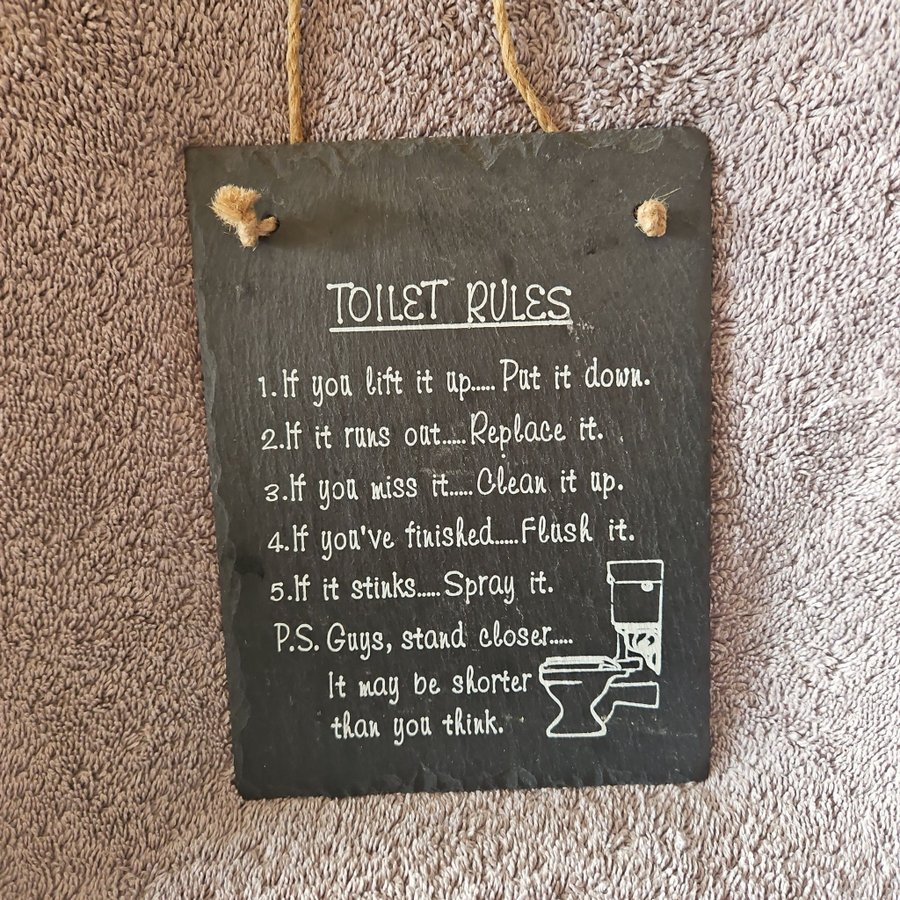 TOILET RULES
1.If you lift it up.....Put it down.
2.If it runs out.....Replace it.
3.If you miss it.....Clean it up.
4.If you've finished.....Flush it.
5.If it stinks.....Spray it.
P.S. Guys, stand closer.....
It may be shorter
than you think.